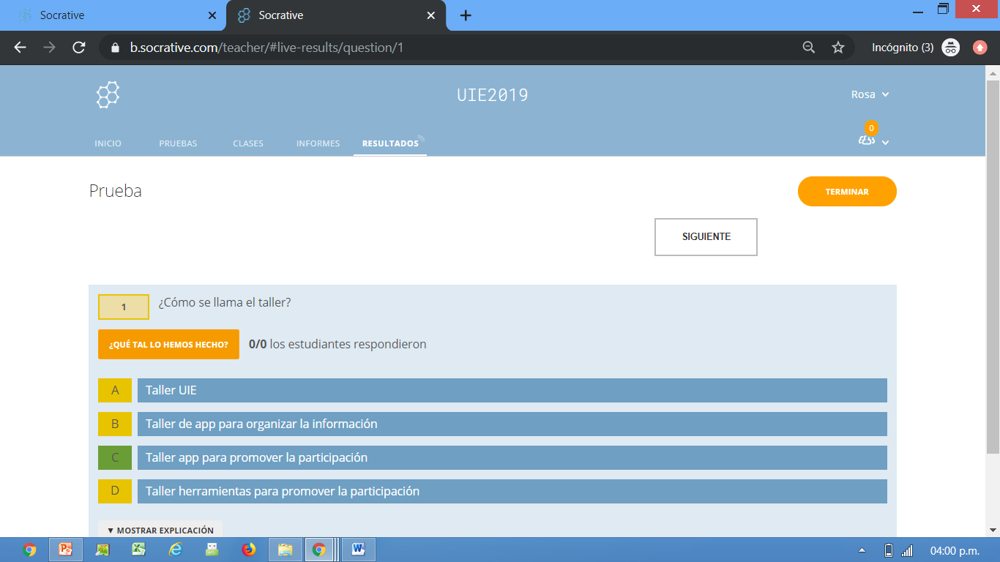 Socrative
Socrative
b.socrative.com/teacher/#live-results/question/1
Incógnito (3)
UIE2019
Rosa
0
INICIO
PRUEBAS
CLASES
INFORMES
RESULTADOS
Prueba
TERMINAR
SIGUIENTE
1
¿Cómo se llama el taller?
¿QUÉ TAL LO HEMOS HECHO?
0/0 los estudiantes respondieron
A
Taller UIE
B
Taller de app para organizar la información
C
Taller app para promover la participación
D
Taller herramientas para promover la participación
▼ MOSTRAR EXPLICACIÓN
04:00 p.m.